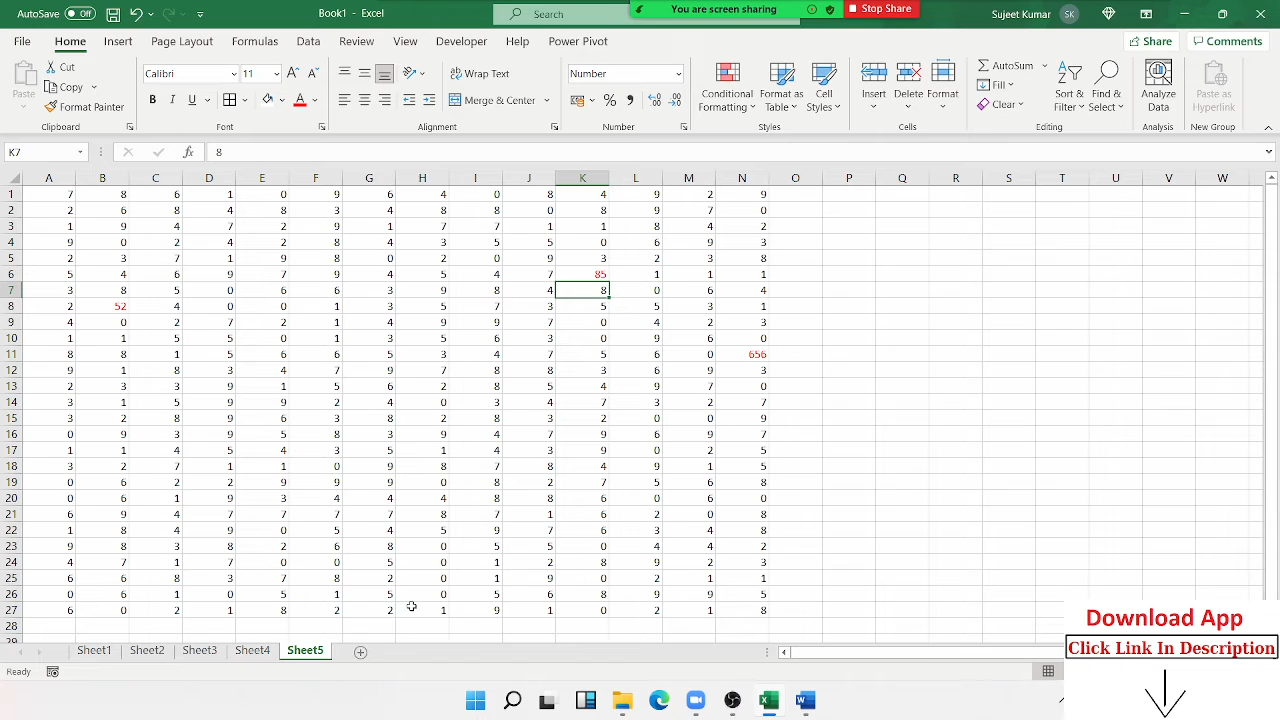 AutoSave Off Book1 - Excel Search You are screen sharing Stop Share Sujeet Kumar SK
File Home Insert Page Layout Formulas Data Review View Developer Help Power Pivot Share Comments
Cut Calibri 11 Wrap Text Number AutoSum
Copy Fill
Paste Format Painter B I U A Merge & Center % Conditional Formatting Format as Table Cell Styles Insert Delete Format Clear Sort & Filter Find & Select Analyze Data Paste as Hyperlink
Clipboard Font Alignment Number Styles Cells Editing Analysis New Group
K7 fx 8
A B C D E F G H I J K L M N O P Q R S T U V W
1 7 8 6 1 0 9 6 4 0 8 4 9 2 9
2 2 6 8 4 8 3 4 8 8 0 8 9 7 0
3 1 9 4 7 2 9 1 7 7 1 1 8 4 2
4 9 0 2 4 2 8 4 3 5 5 0 6 9 3
5 2 3 7 1 9 8 0 2 0 9 3 2 3 8
6 5 4 6 9 7 9 4 5 4 7 85 1 1 1
7 3 8 5 0 6 6 3 9 8 4 8 0 6 4
8 2 52 4 0 0 1 3 5 7 3 5 5 3 1
9 4 0 2 7 2 1 4 9 9 7 0 4 2 3
10 1 1 5 5 0 1 3 5 6 3 0 9 6 0
11 8 8 1 5 6 6 5 3 4 7 5 6 0 656
12 9 1 8 3 4 7 9 7 8 8 3 6 9 3
13 2 3 3 9 1 5 6 2 8 5 4 9 7 0
14 3 1 5 9 9 2 4 0 3 4 7 3 2 7
15 3 2 8 9 6 3 8 2 8 3 2 0 0 9
16 0 9 3 9 5 8 3 9 4 7 9 6 9 7
17 1 1 4 5 4 3 5 1 4 3 9 0 2 5
18 3 2 7 1 1 0 9 8 7 8 4 9 1 5
19 0 6 2 2 9 9 9 0 8 2 7 5 6 8
20 0 6 1 9 3 4 4 4 8 8 6 0 6 0
21 6 9 4 7 7 7 7 8 7 1 6 2 0 8
22 1 8 4 9 0 5 4 5 9 7 6 3 4 8
23 9 8 3 8 2 6 8 0 5 5 0 4 4 2
24 4 7 1 7 0 0 5 0 1 2 8 9 2 3
25 6 6 8 3 7 8 2 0 1 9 0 2 1 1
26 0 6 1 0 5 1 5 0 5 6 8 9 9 5
27 6 0 2 1 8 2 2 1 9 1 0 2 1 8
28
29
Sheet1 Sheet2 Sheet3 Sheet4 Sheet5
Ready
Download App
Click Link In Description